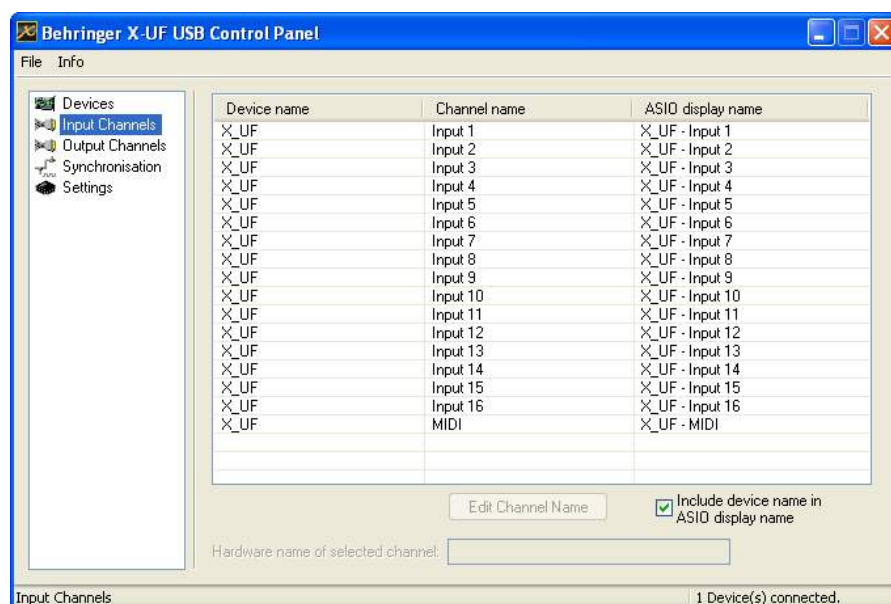 Behringer X-UF USB Control Panel
File Info
Devices
Input Channels
Output Channels
Synchronisation
Settings
Device name Channel name ASIO display name
X_UF Input 1 X_UF - Input 1
X_UF Input 2 X_UF - Input 2
X_UF Input 3 X_UF - Input 3
X_UF Input 4 X_UF - Input 4
X_UF Input 5 X_UF - Input 5
X_UF Input 6 X_UF - Input 6
X_UF Input 7 X_UF - Input 7
X_UF Input 8 X_UF - Input 8
X_UF Input 9 X_UF - Input 9
X_UF Input 10 X_UF - Input 10
X_UF Input 11 X_UF - Input 11
X_UF Input 12 X_UF - Input 12
X_UF Input 13 X_UF - Input 13
X_UF Input 14 X_UF - Input 14
X_UF Input 15 X_UF - Input 15
X_UF Input 16 X_UF - Input 16
X_UF MIDI X_UF - MIDI
Edit Channel Name
Include device name in
ASIO display name
Hardware name of selected channel:
Input Channels 1 Device(s) connected.